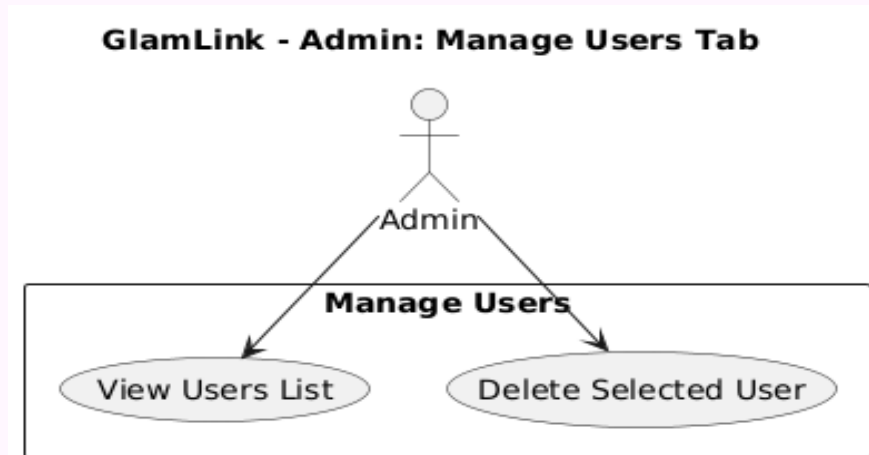 GlamLink - Admin: Manage Users Tab
Admin
Manage Users
View Users List
Delete Selected User